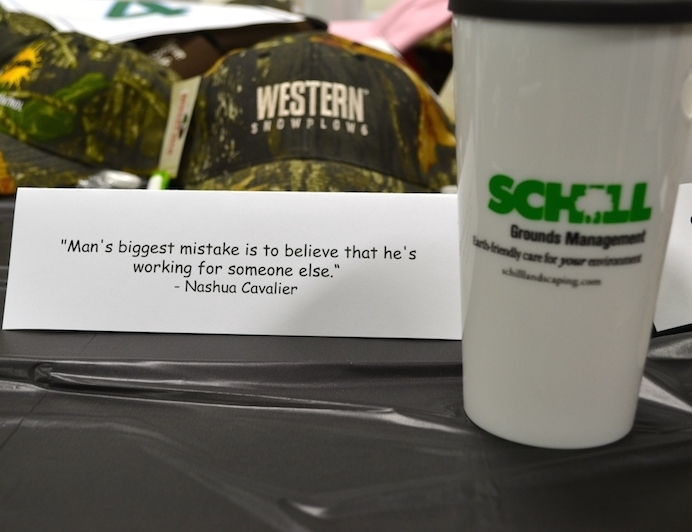 WESTERN
SNOWPLOWS
"Man's biggest mistake is to believe that he's
working for someone else."
- Nashua Cavalier
SCHILL
Grounds Management
Earth-friendly care for your environment
schilllandscaping.com